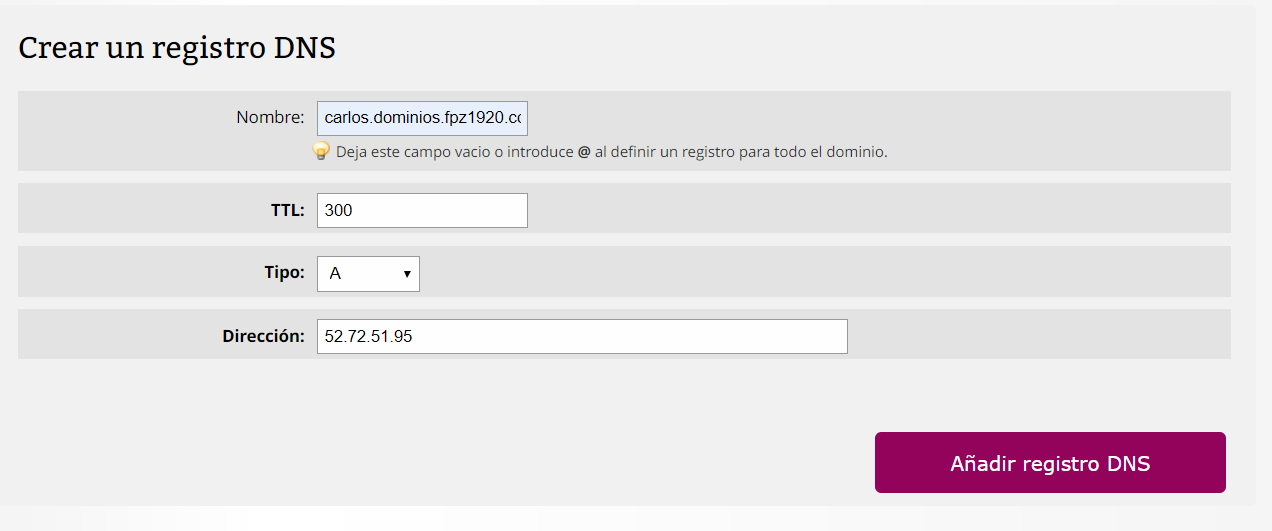 Crear un registro DNS
Nombre: carlos.dominios.fpz1920.cc
Deja este campo vacio o introduce @ al definir un registro para todo el dominio.
TTL: 300
Tipo: A
Dirección: 52.72.51.95
Añadir registro DNS